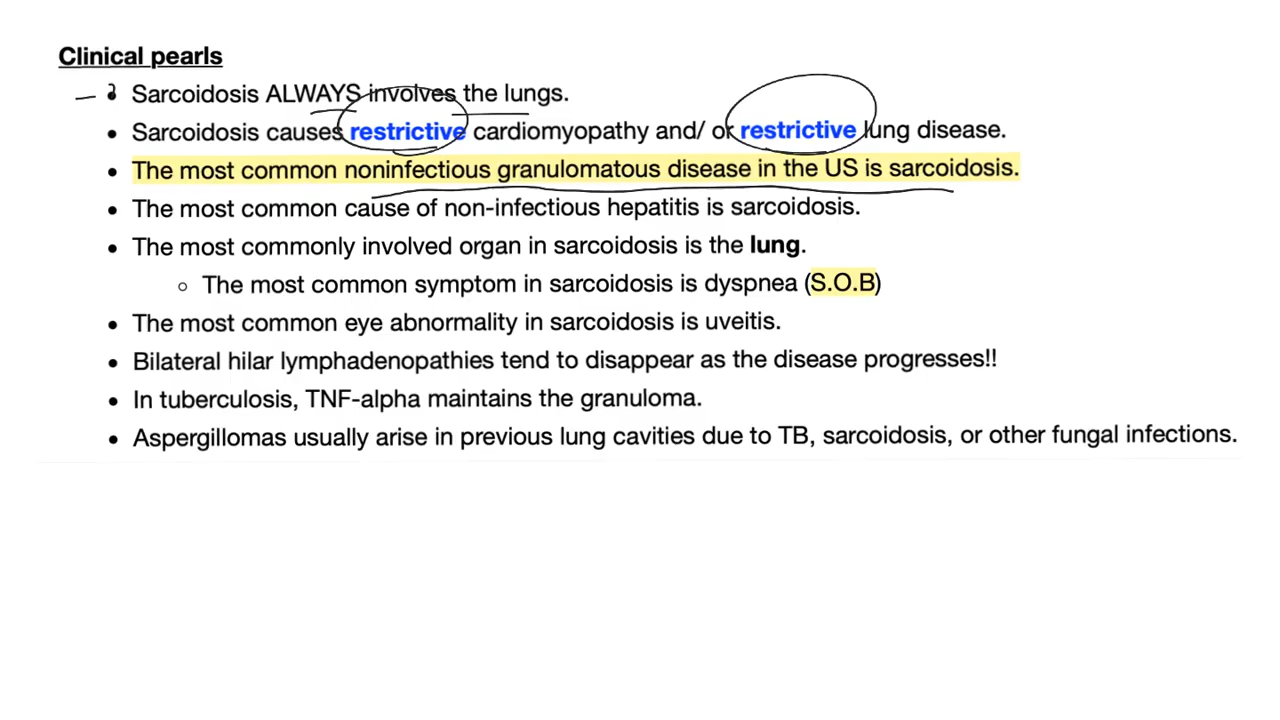 Clinical pearls
Sarcoidosis ALWAYS involves the lungs.
Sarcoidosis causes restrictive cardiomyopathy and/ or restrictive lung disease.
The most common noninfectious granulomatous disease in the US is sarcoidosis.
The most common cause of non-infectious hepatitis is sarcoidosis.
The most commonly involved organ in sarcoidosis is the lung.
The most common symptom in sarcoidosis is dyspnea (S.O.B)
The most common eye abnormality in sarcoidosis is uveitis.
Bilateral hilar lymphadenopathies tend to disappear as the disease progresses!!
In tuberculosis, TNF-alpha maintains the granuloma.
Aspergillomas usually arise in previous lung cavities due to TB, sarcoidosis, or other fungal infections.